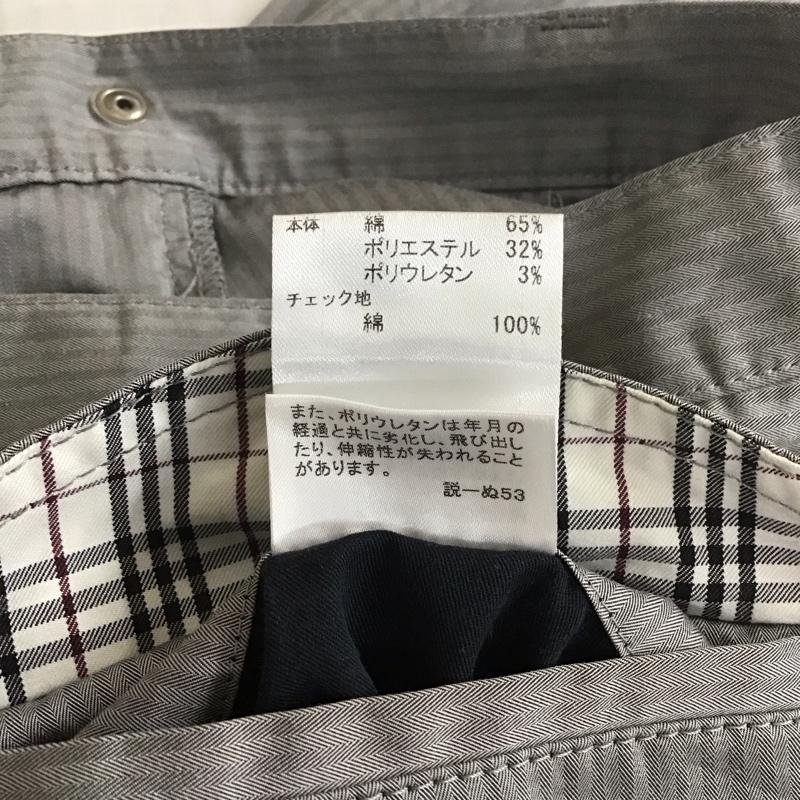 本体 綿 65%
ポリエステル 32%
ポリウレタン 3%
チェック地
綿 100%
また、ポリウレタンは年月の
経過と共に劣化し、飛び出し
たり、伸縮性が失われること
があります。
説ーぬ53